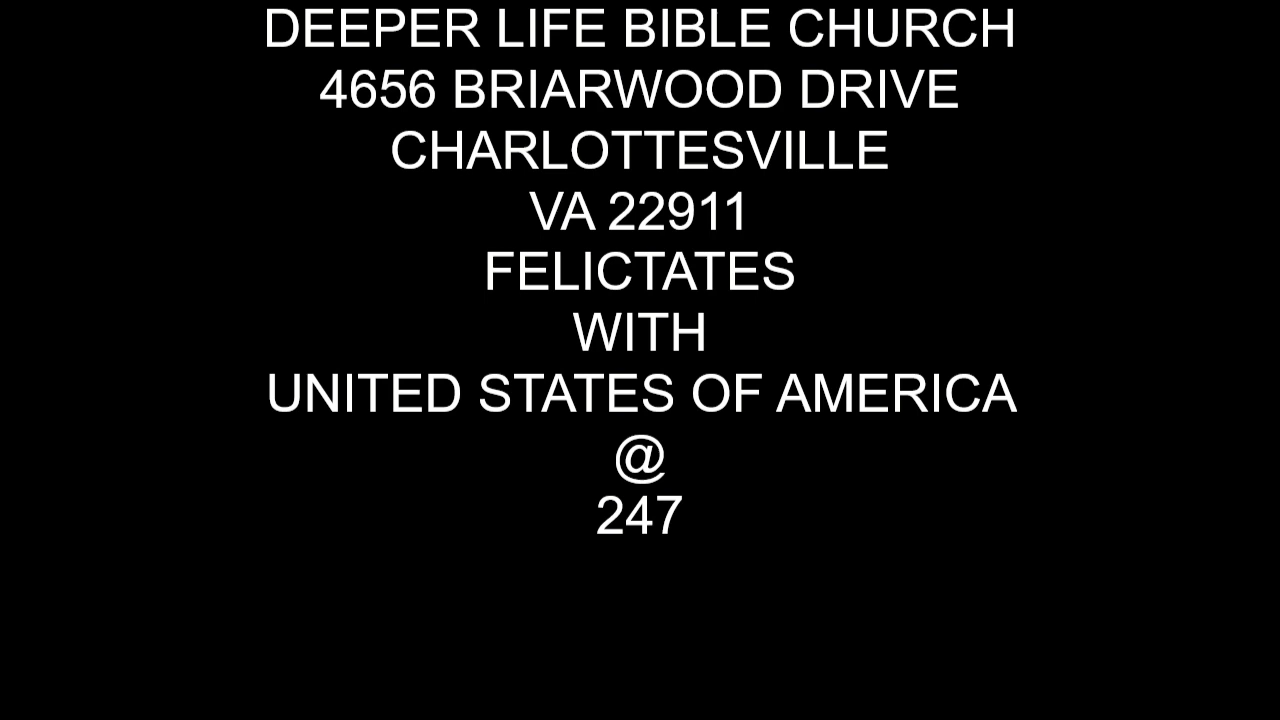 DEEPER LIFE BIBLE CHURCH
4656 BRIARWOOD DRIVE
CHARLOTTESVILLE
VA 22911
FELICTATES
WITH
UNITED STATES OF AMERICA
@
247